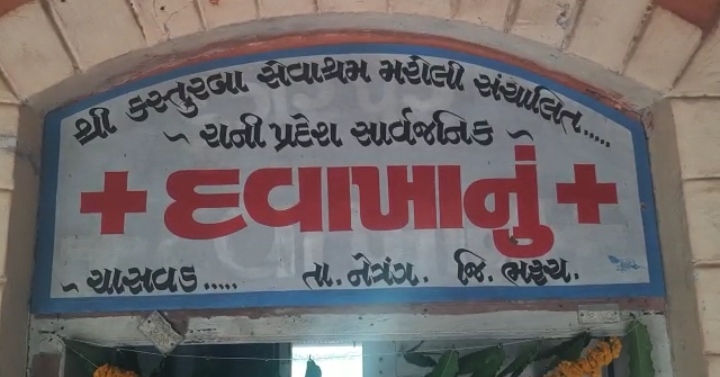 શ્રી કસ્તુરબા સેવાશ્રમ મરોલી સંચાલિત.....
~ રાની પ્રદેશ સાર્વજનિક ~
+ દવાખાનું +
~ ચાસવડ..... તા. નેત્રંગ. જિ. ભરૂચ.